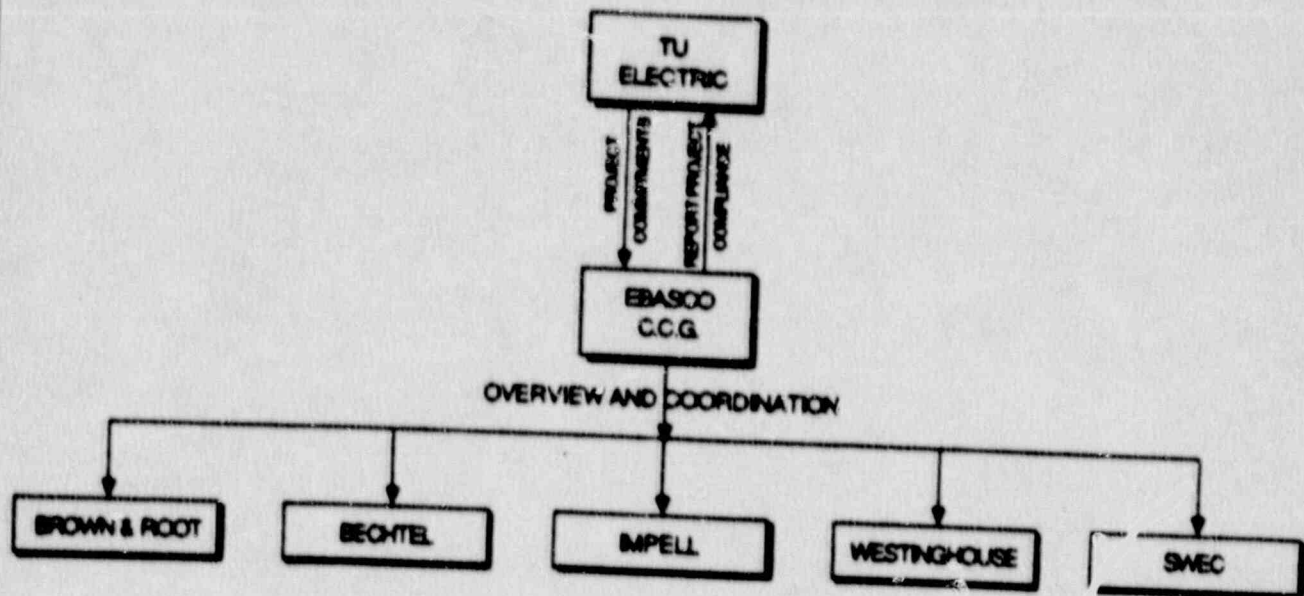 TU
ELECTRIC
PROJECT
COMMITMENTS
REPORT PROJECT
COMPLIANCE
EBASCO
C.C.G.
OVERVIEW AND COORDINATION
BROWN & ROOT
BECHTEL
IMPELL
WESTINGHOUSE
SWEC